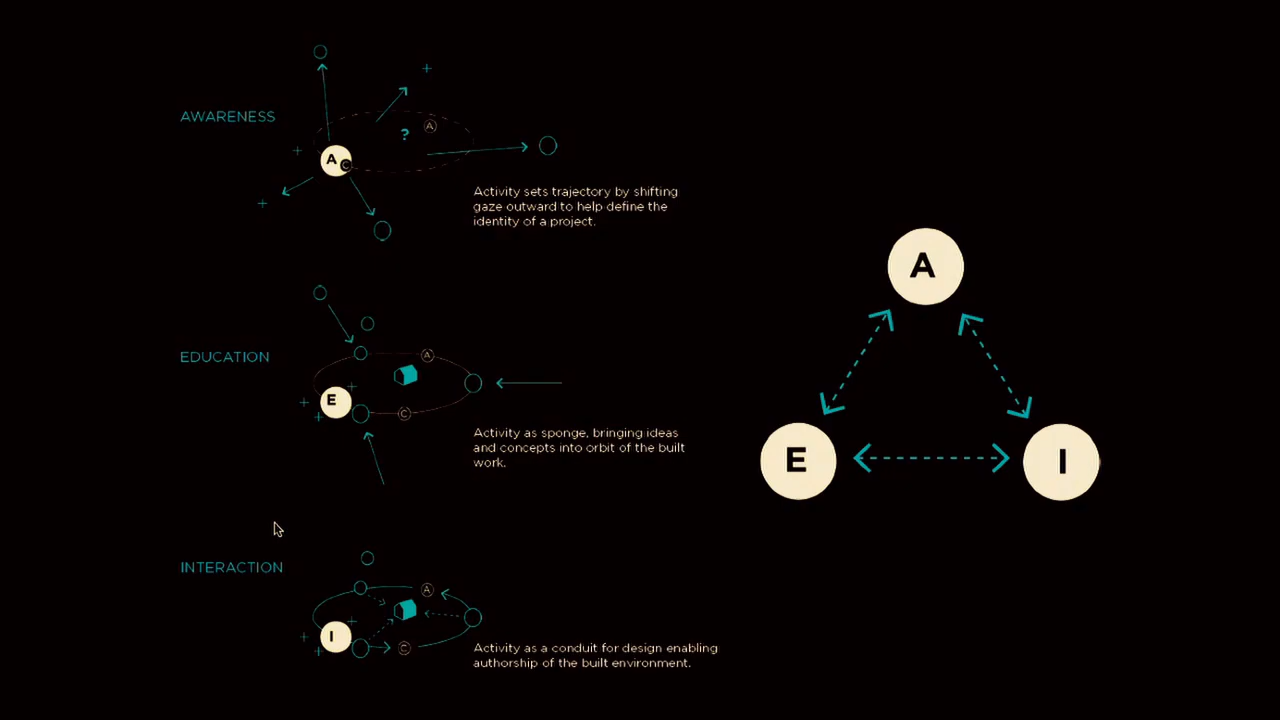 AWARENESS
?
A
A C
Activity sets trajectory by shifting
gaze outward to help define the
identity of a project.
EDUCATION
A
E
C
Activity as sponge, bringing ideas
and concepts into orbit of the built
work.
INTERACTION
A
I
C
Activity as a conduit for design enabling
authorship of the built environment.
A
E
I